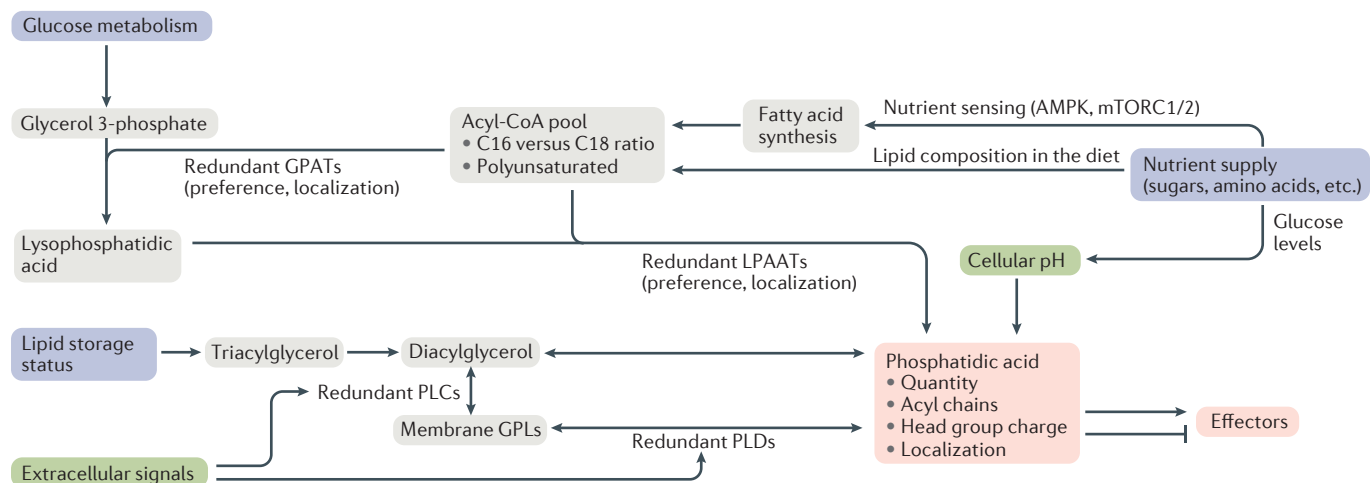 Glucose metabolism
Glycerol 3-phosphate
Redundant GPATs
(preference, localization)
Lysophosphatidic
acid
Acyl-CoA pool
• C16 versus C18 ratio
• Polyunsaturated
Fatty acid
synthesis
Nutrient sensing (AMPK, mTORC1/2)
Lipid composition in the diet
Nutrient supply
(sugars, amino acids, etc.)
Glucose
levels
Cellular pH
Redundant LPAATs
(preference, localization)
Lipid storage
status
Triacylglycerol
Diacylglycerol
Redundant PLCs
Membrane GPLs
Redundant PLDs
Extracellular signals
Phosphatidic acid
• Quantity
• Acyl chains
• Head group charge
• Localization
Effectors